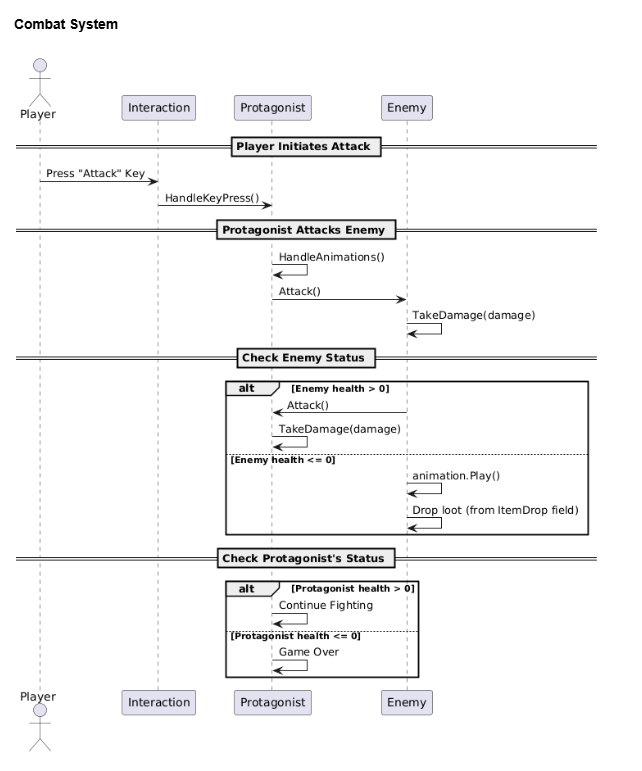 Combat System
Player
Interaction
Protagonist
Enemy
Player Initiates Attack
Press "Attack" Key
HandleKeyPress()
Protagonist Attacks Enemy
HandleAnimations()
Attack()
TakeDamage(damage)
Check Enemy Status
alt [Enemy health > 0]
Attack()
TakeDamage(damage)
[Enemy health <= 0]
animation.Play()
Drop loot (from ItemDrop field)
Check Protagonist's Status
alt [Protagonist health > 0]
Continue Fighting
[Protagonist health <= 0]
Game Over
Player
Interaction
Protagonist
Enemy